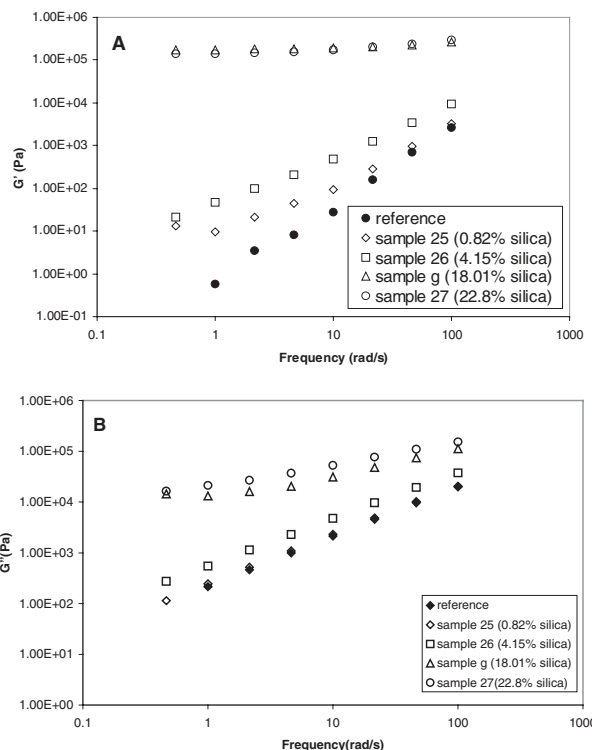 1.00E+06
A
1.00E+05
1.00E+04
1.00E+03
1.00E+02
1.00E+01
1.00E+00
1.00E-01
G' (Pa)
reference
sample 25 (0.82% silica)
sample 26 (4.15% silica)
sample g (18.01% silica)
sample 27 (22.8% silica)
0.1 1 10 100 1000
Frequency (rad/s)
1.00E+06
B
1.00E+05
1.00E+04
1.00E+03
1.00E+02
1.00E+01
1.00E+00
G''(Pa)
reference
sample 25 (0.82% silica)
sample 26 (4.15% silica)
sample g (18.01% silica)
sample 27(22.8% silica)
0.1 1 10 100 1000
Frequency(rad/s)